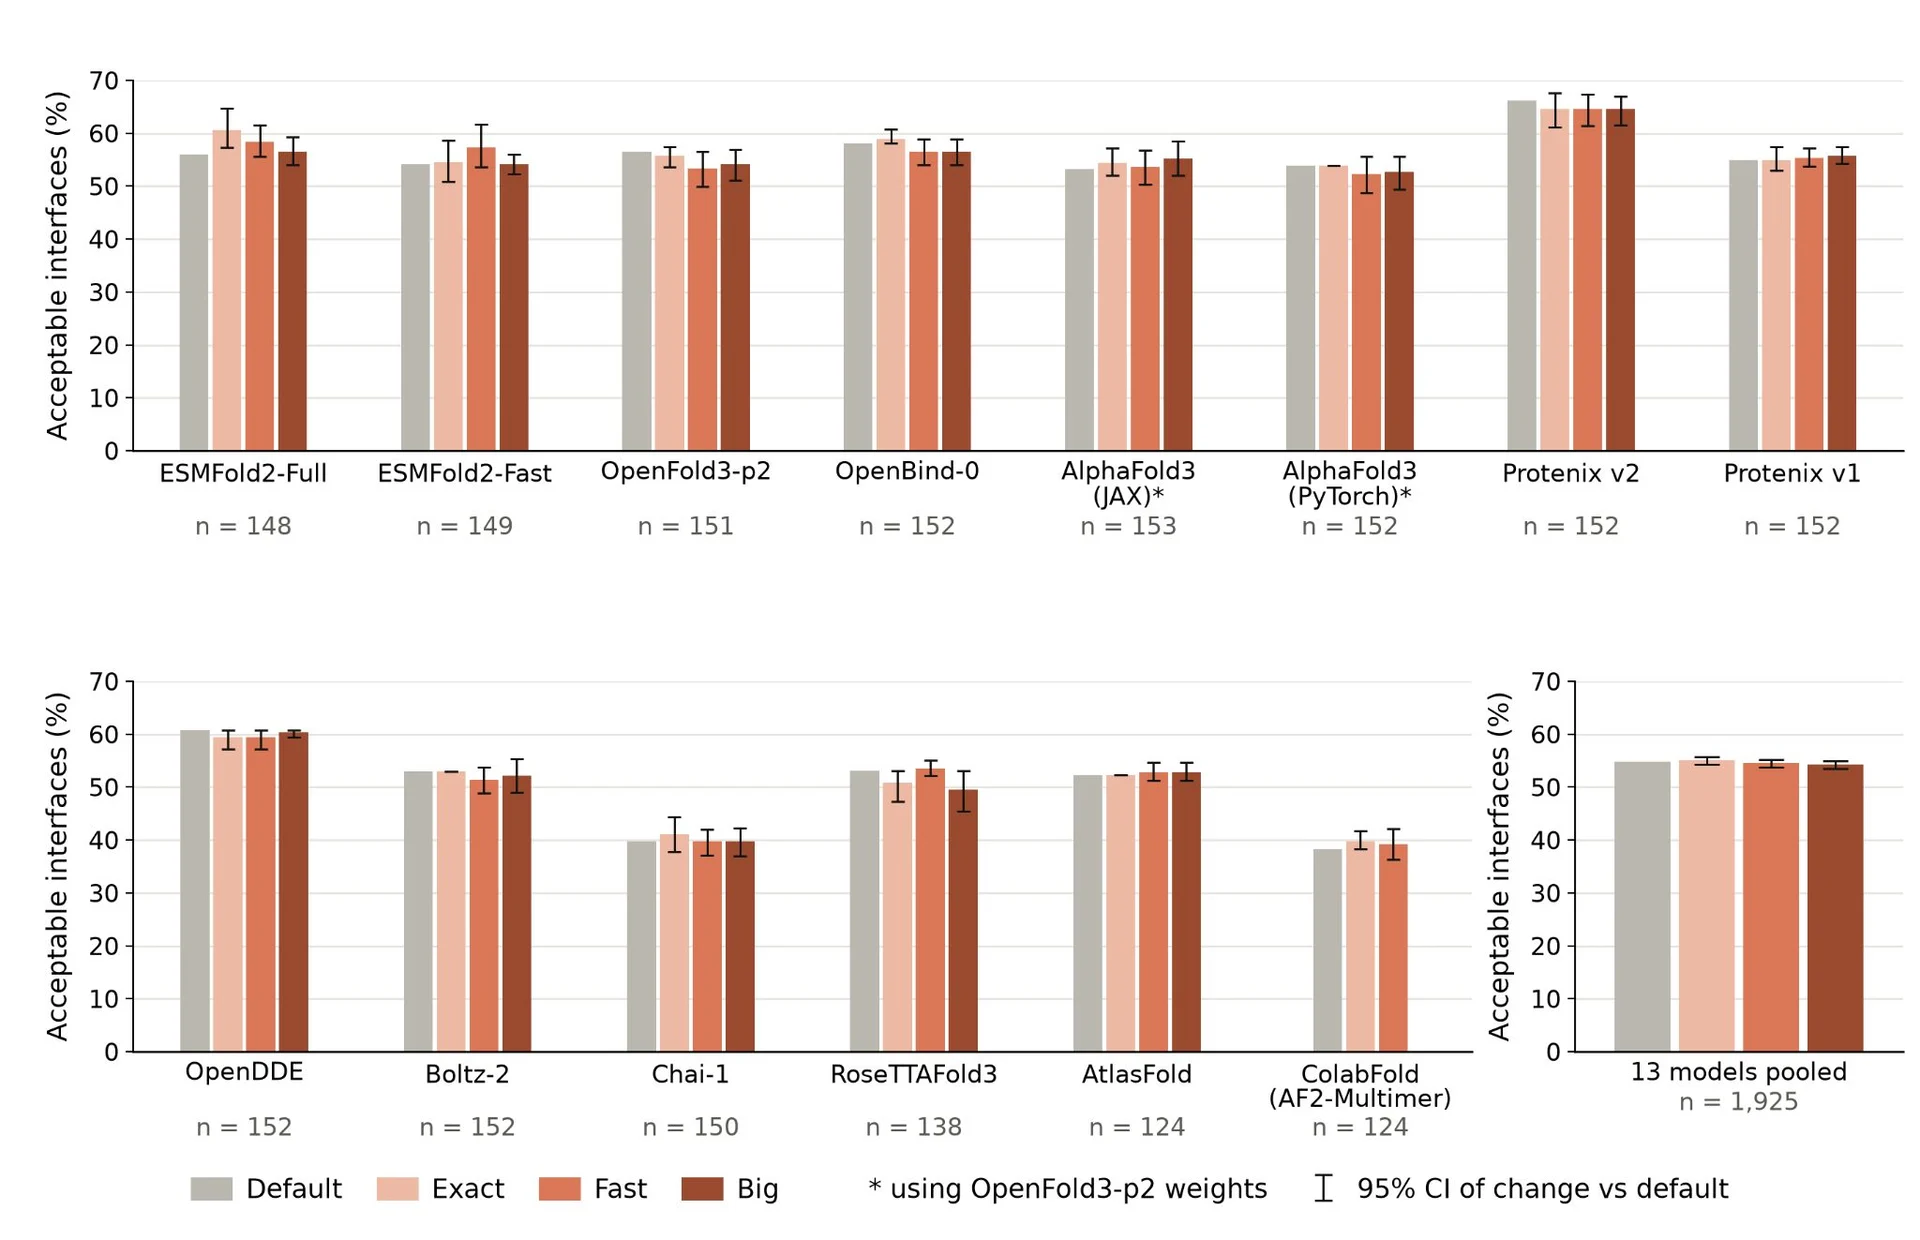 Acceptable interfaces (%)
70
60
50
40
30
20
10
0
ESMFold2-Full
n = 148
ESMFold2-Fast
n = 149
OpenFold3-p2
n = 151
OpenBind-0
n = 152
AlphaFold3
(JAX)*
n = 153
AlphaFold3
(PyTorch)*
n = 152
Protenix v2
n = 152
Protenix v1
n = 152
Acceptable interfaces (%)
70
60
50
40
30
20
10
0
OpenDDE
n = 152
Boltz-2
n = 152
Chai-1
n = 150
RoseTTAFold3
n = 138
AtlasFold
n = 124
ColabFold
(AF2-Multimer)
n = 124
Acceptable interfaces (%)
70
60
50
40
30
20
10
0
13 models pooled
n = 1,925
Default
Exact
Fast
Big
* using OpenFold3-p2 weights
95% CI of change vs default